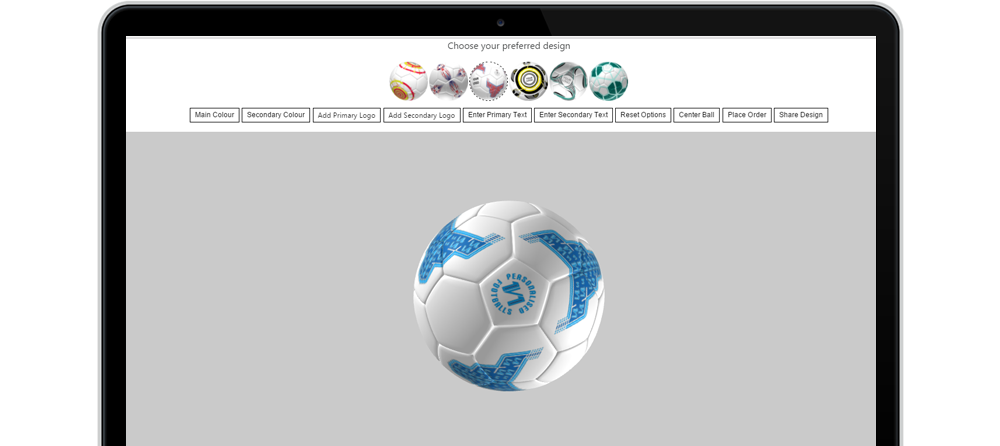 Choose your preferred design
Main Colour Secondary Colour Add Primary Logo Add Secondary Logo Enter Primary Text Enter Secondary Text Reset Options Center Ball Place Order Share Design
PERSONALISED FOOTBALLS